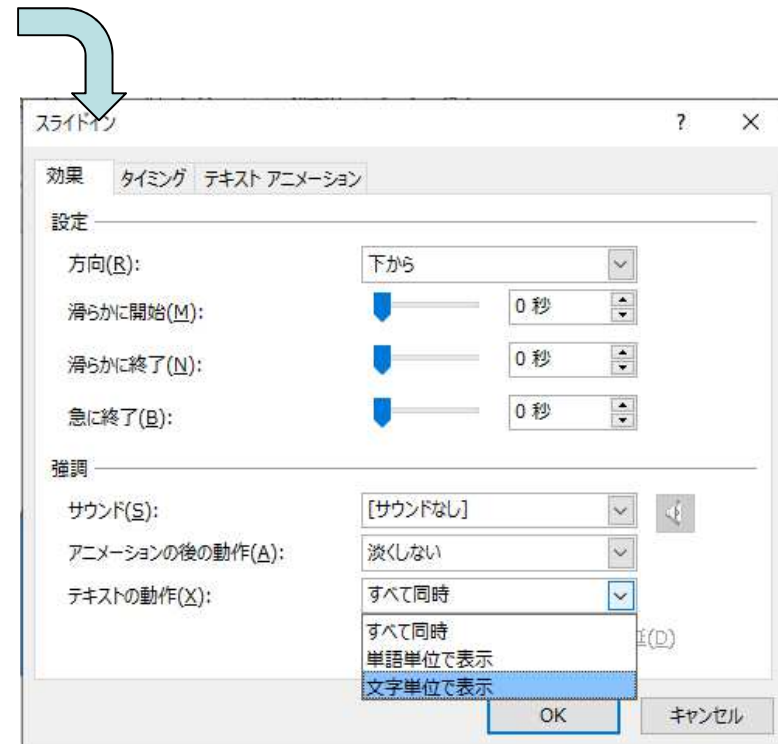 スライドイン ? ×
効果 タイミング テキスト アニメーション
設定
方向(R): 下から
滑らかに開始(M): 0 秒
滑らかに終了(N): 0 秒
急に終了(B): 0 秒
強調
サウンド(S): [サウンドなし]
アニメーションの後の動作(A): 淡くしない
テキストの動作(X): すべて同時
すべて同時
(D)
単語単位で表示
文字単位で表示
OK キャンセル